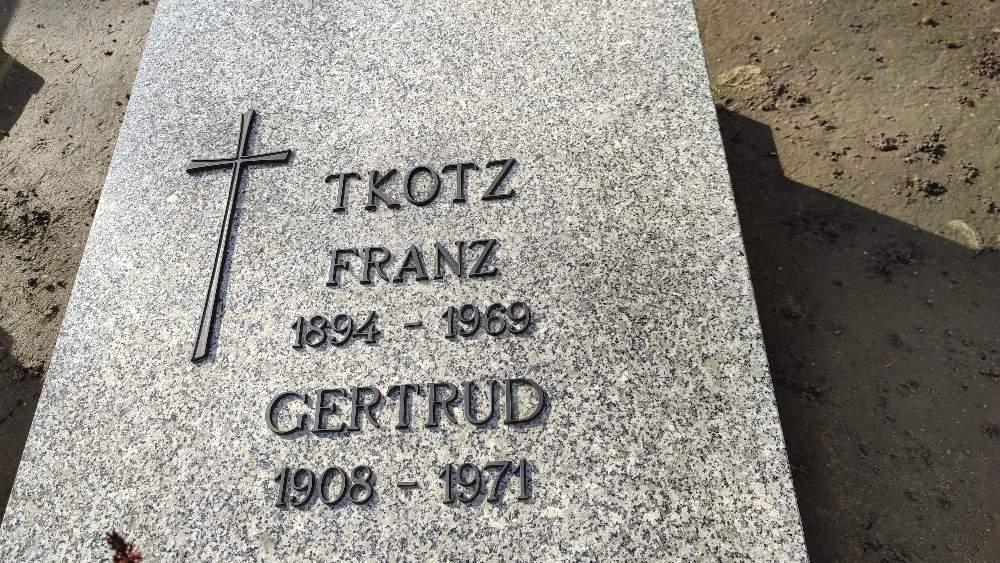 TKOTZ
FRANZ
1894 - 1969
GERTRUD
1908 - 1971